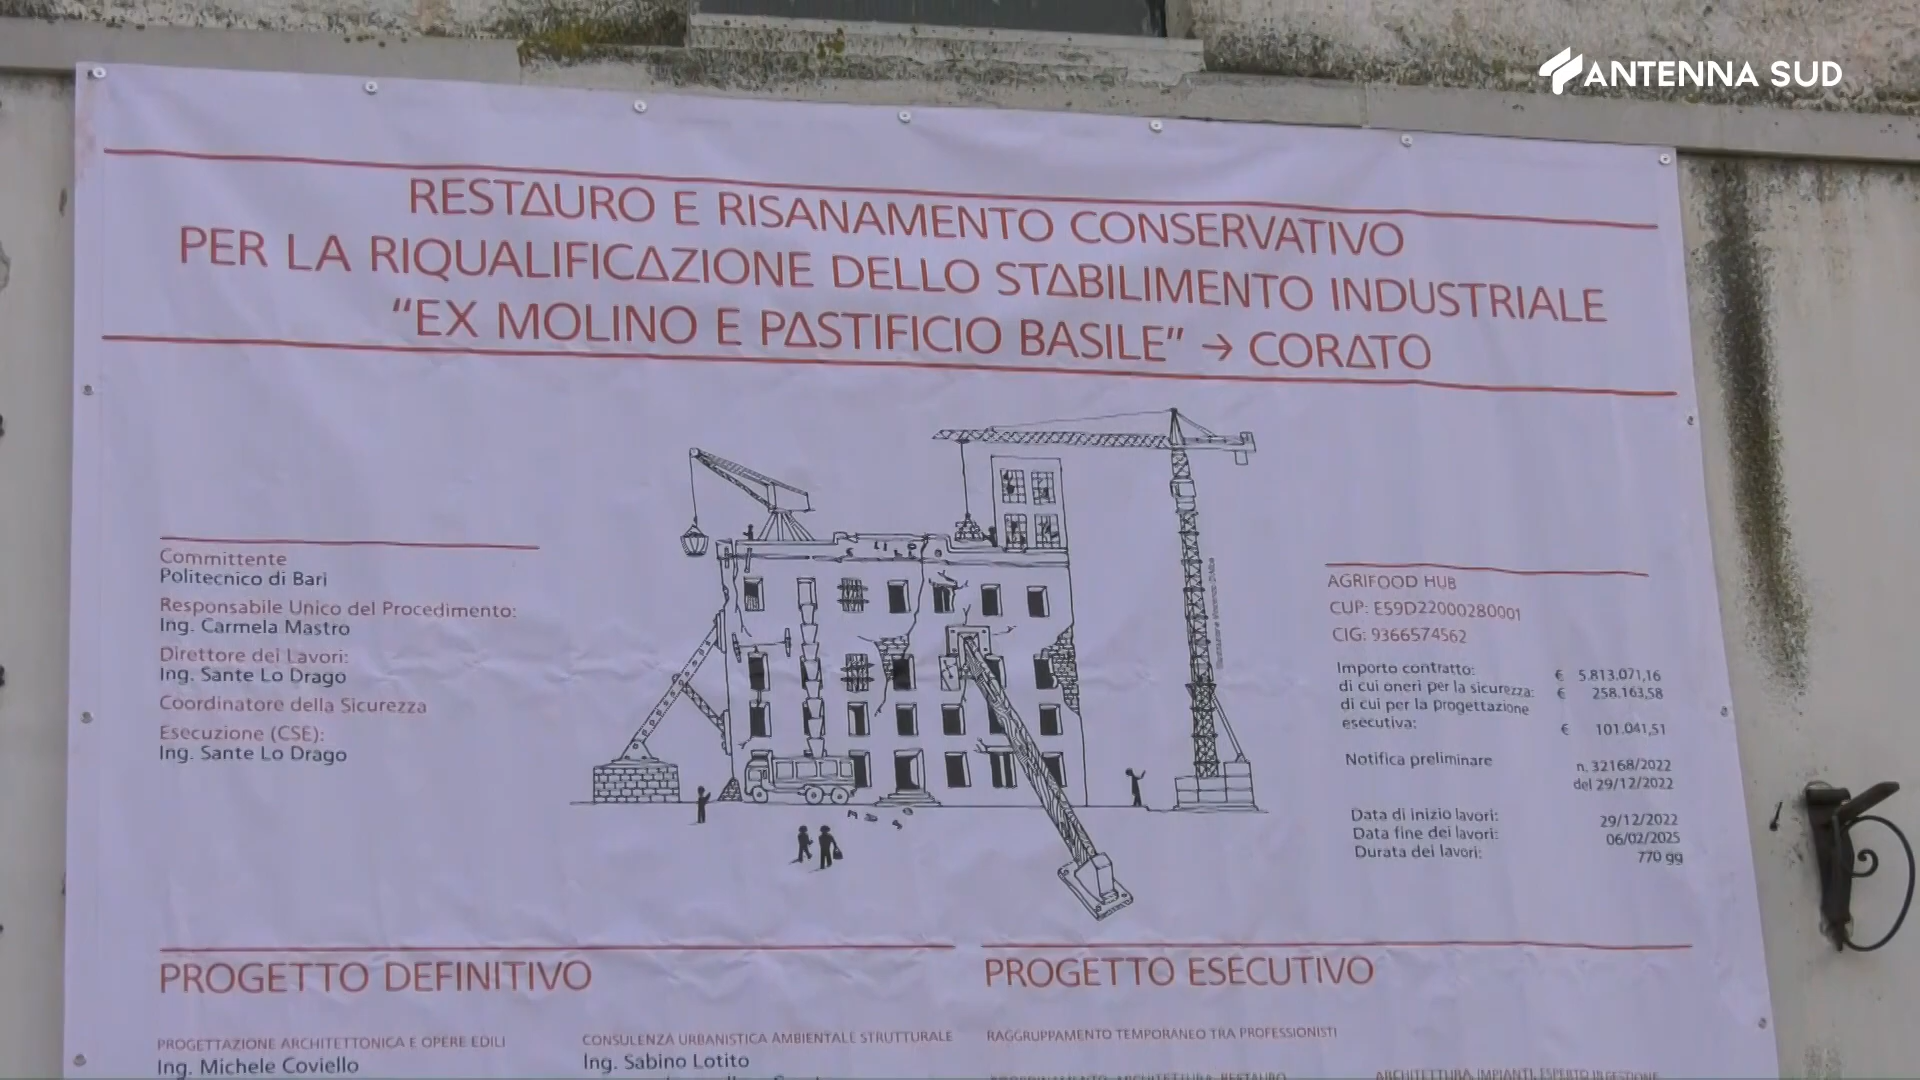 ANTENNA SUD
RESTAURO E RISANAMENTO CONSERVATIVO
PER LA RIQUALIFICAZIONE DELLO STABILIMENTO INDUSTRIALE
"EX MOLINO E PASTIFICIO BASILE" → CORATO
Committente
Politecnico di Bari
Responsabile Unico del Procedimento:
Ing. Carmela Mastro
Direttore dei Lavori:
Ing. Sante Lo Drago
Coordinatore della Sicurezza
Esecuzione (CSE):
Ing. Sante Lo Drago
AGRIFOOD HUB
CUP: E59D22000280001
CIG: 9366574562
Importo contratto: € 5.813.071,16
di cui oneri per la sicurezza: € 258.163,58
di cui per la progettazione
esecutiva: € 101.041,51
Notifica preliminare n. 32168/2022
del 29/12/2022
Data di inizio lavori: 29/12/2022
Data fine dei lavori: 06/02/2025
Durata dei lavori: 770 gg
PROGETTO DEFINITIVO
PROGETTAZIONE ARCHITETTONICA E OPERE EDILI
Ing. Michele Coviello
CONSULENZA URBANISTICA AMBIENTALE STRUTTURALE
Ing. Sabino Lotito
PROGETTO ESECUTIVO
RAGGRUPPAMENTO TEMPORANEO TRA PROFESSIONISTI
ARCHITETTURA, IMPIANTI, ESPERTO IN GESTIONE